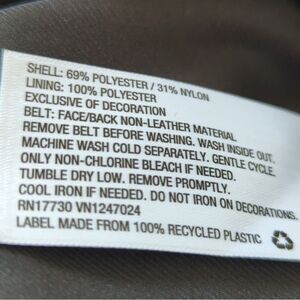 SHELL: 69% POLYESTER / 31% NYLON
LINING: 100% POLYESTER
EXCLUSIVE OF DECORATION
BELT: FACE/BACK NON-LEATHER MATERIAL
REMOVE BELT BEFORE WASHING. WASH INSIDE OUT.
MACHINE WASH COLD SEPARATELY. GENTLE CYCLE.
ONLY NON-CHLORINE BLEACH IF NEEDED.
TUMBLE DRY LOW. REMOVE PROMPTLY.
COOL IRON IF NEEDED. DO NOT IRON ON DECORATIONS.
RN17730 VN1247024
LABEL MADE FROM 100% RECYCLED PLASTIC